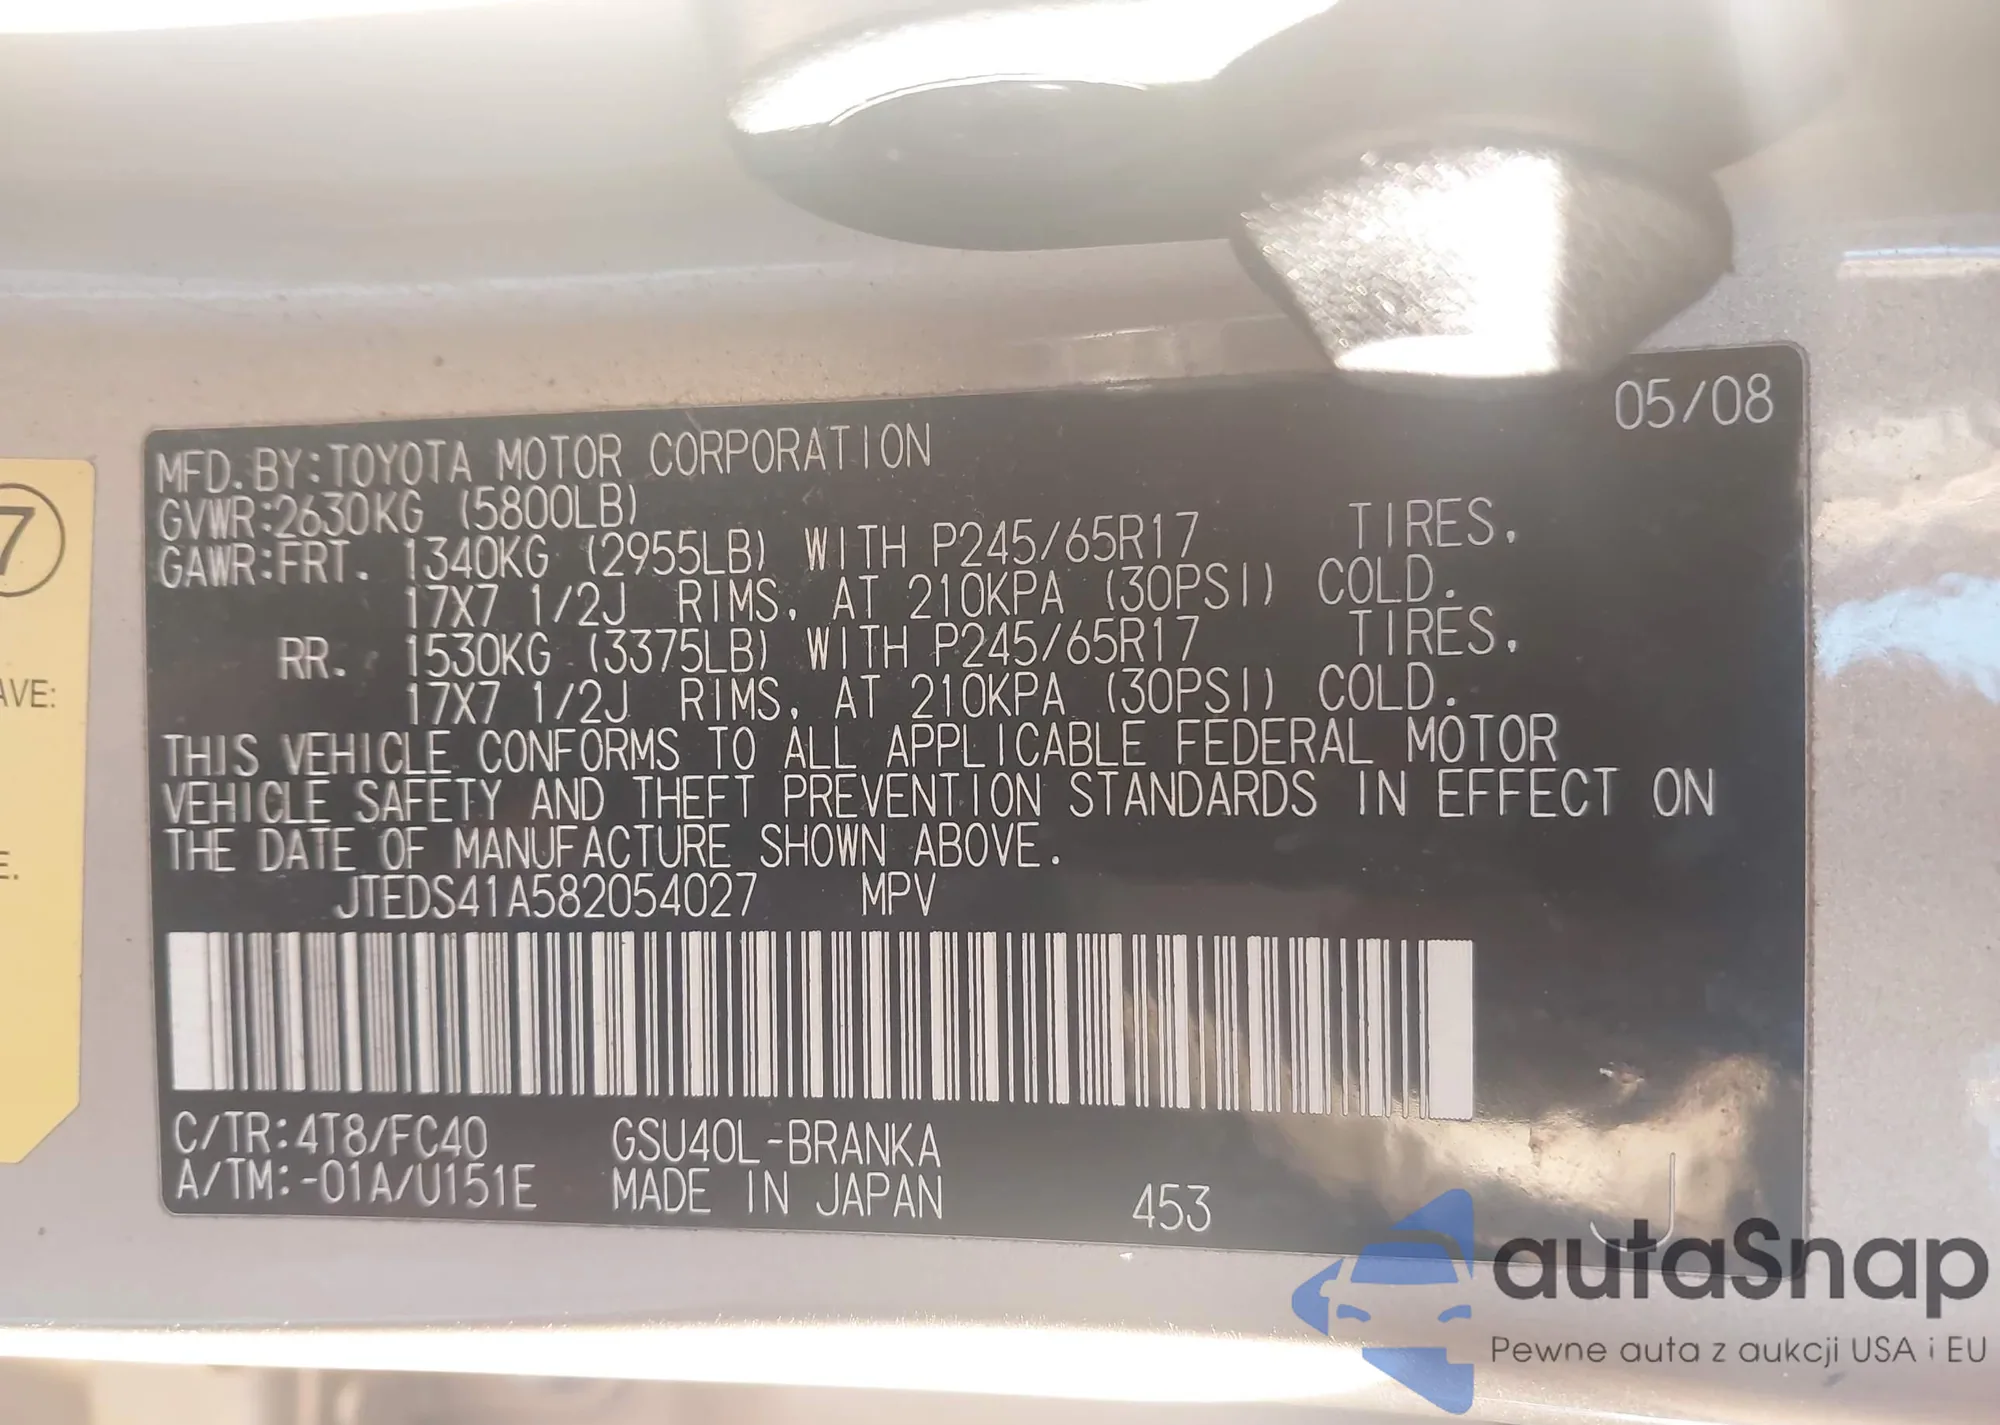 05/08
MFD.BY:TOYOTA MOTOR CORPORATION
GVWR:2630KG (5800LB)
GAWR:FRT. 1340KG (2955LB) WITH P245/65R17 TIRES,
17X7 1/2J RIMS, AT 210KPA (30PSI) COLD.
RR. 1530KG (3375LB) WITH P245/65R17 TIRES,
17X7 1/2J RIMS, AT 210KPA (30PSI) COLD.
THIS VEHICLE CONFORMS TO ALL APPLICABLE FEDERAL MOTOR
VEHICLE SAFETY AND THEFT PREVENTION STANDARDS IN EFFECT ON
THE DATE OF MANUFACTURE SHOWN ABOVE.
JTEDS41A582054027 MPV
C/TR:4T8/FC40 GSU40L-BRANKA
A/TM:-01A/U151E MADE IN JAPAN 453
J
7
AVE:
E.
autaSnap
Pewne auta z aukcji USA i EU